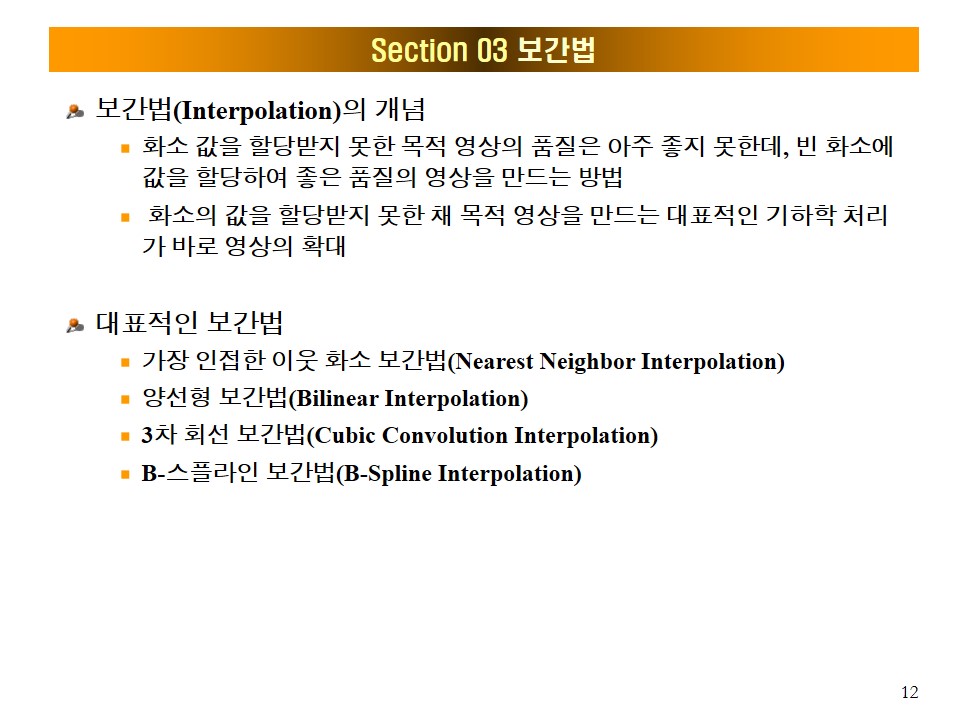 Section 03 보간법
보간법(Interpolation)의 개념
화소 값을 할당받지 못한 목적 영상의 품질은 아주 좋지 못한데, 빈 화소에
값을 할당하여 좋은 품질의 영상을 만드는 방법
화소의 값을 할당받지 못한 채 목적 영상을 만드는 대표적인 기하학 처리
가 바로 영상의 확대
대표적인 보간법
가장 인접한 이웃 화소 보간법(Nearest Neighbor Interpolation)
양선형 보간법(Bilinear Interpolation)
3차 회선 보간법(Cubic Convolution Interpolation)
B-스플라인 보간법(B-Spline Interpolation)
12